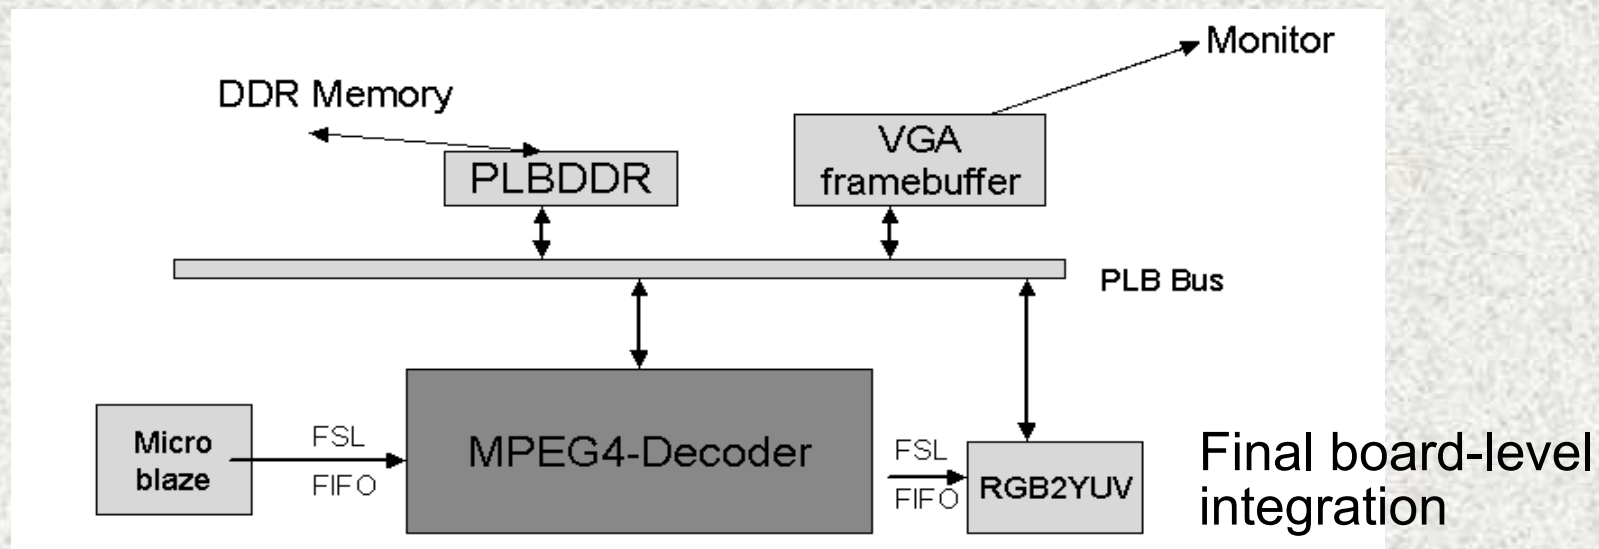 Monitor
DDR Memory
VGA
framebuffer
PLBDDR
PLB Bus
Micro
blaze
FSL
FIFO
MPEG4-Decoder
FSL
FIFO
RGB2YUV
Final board-level
integration